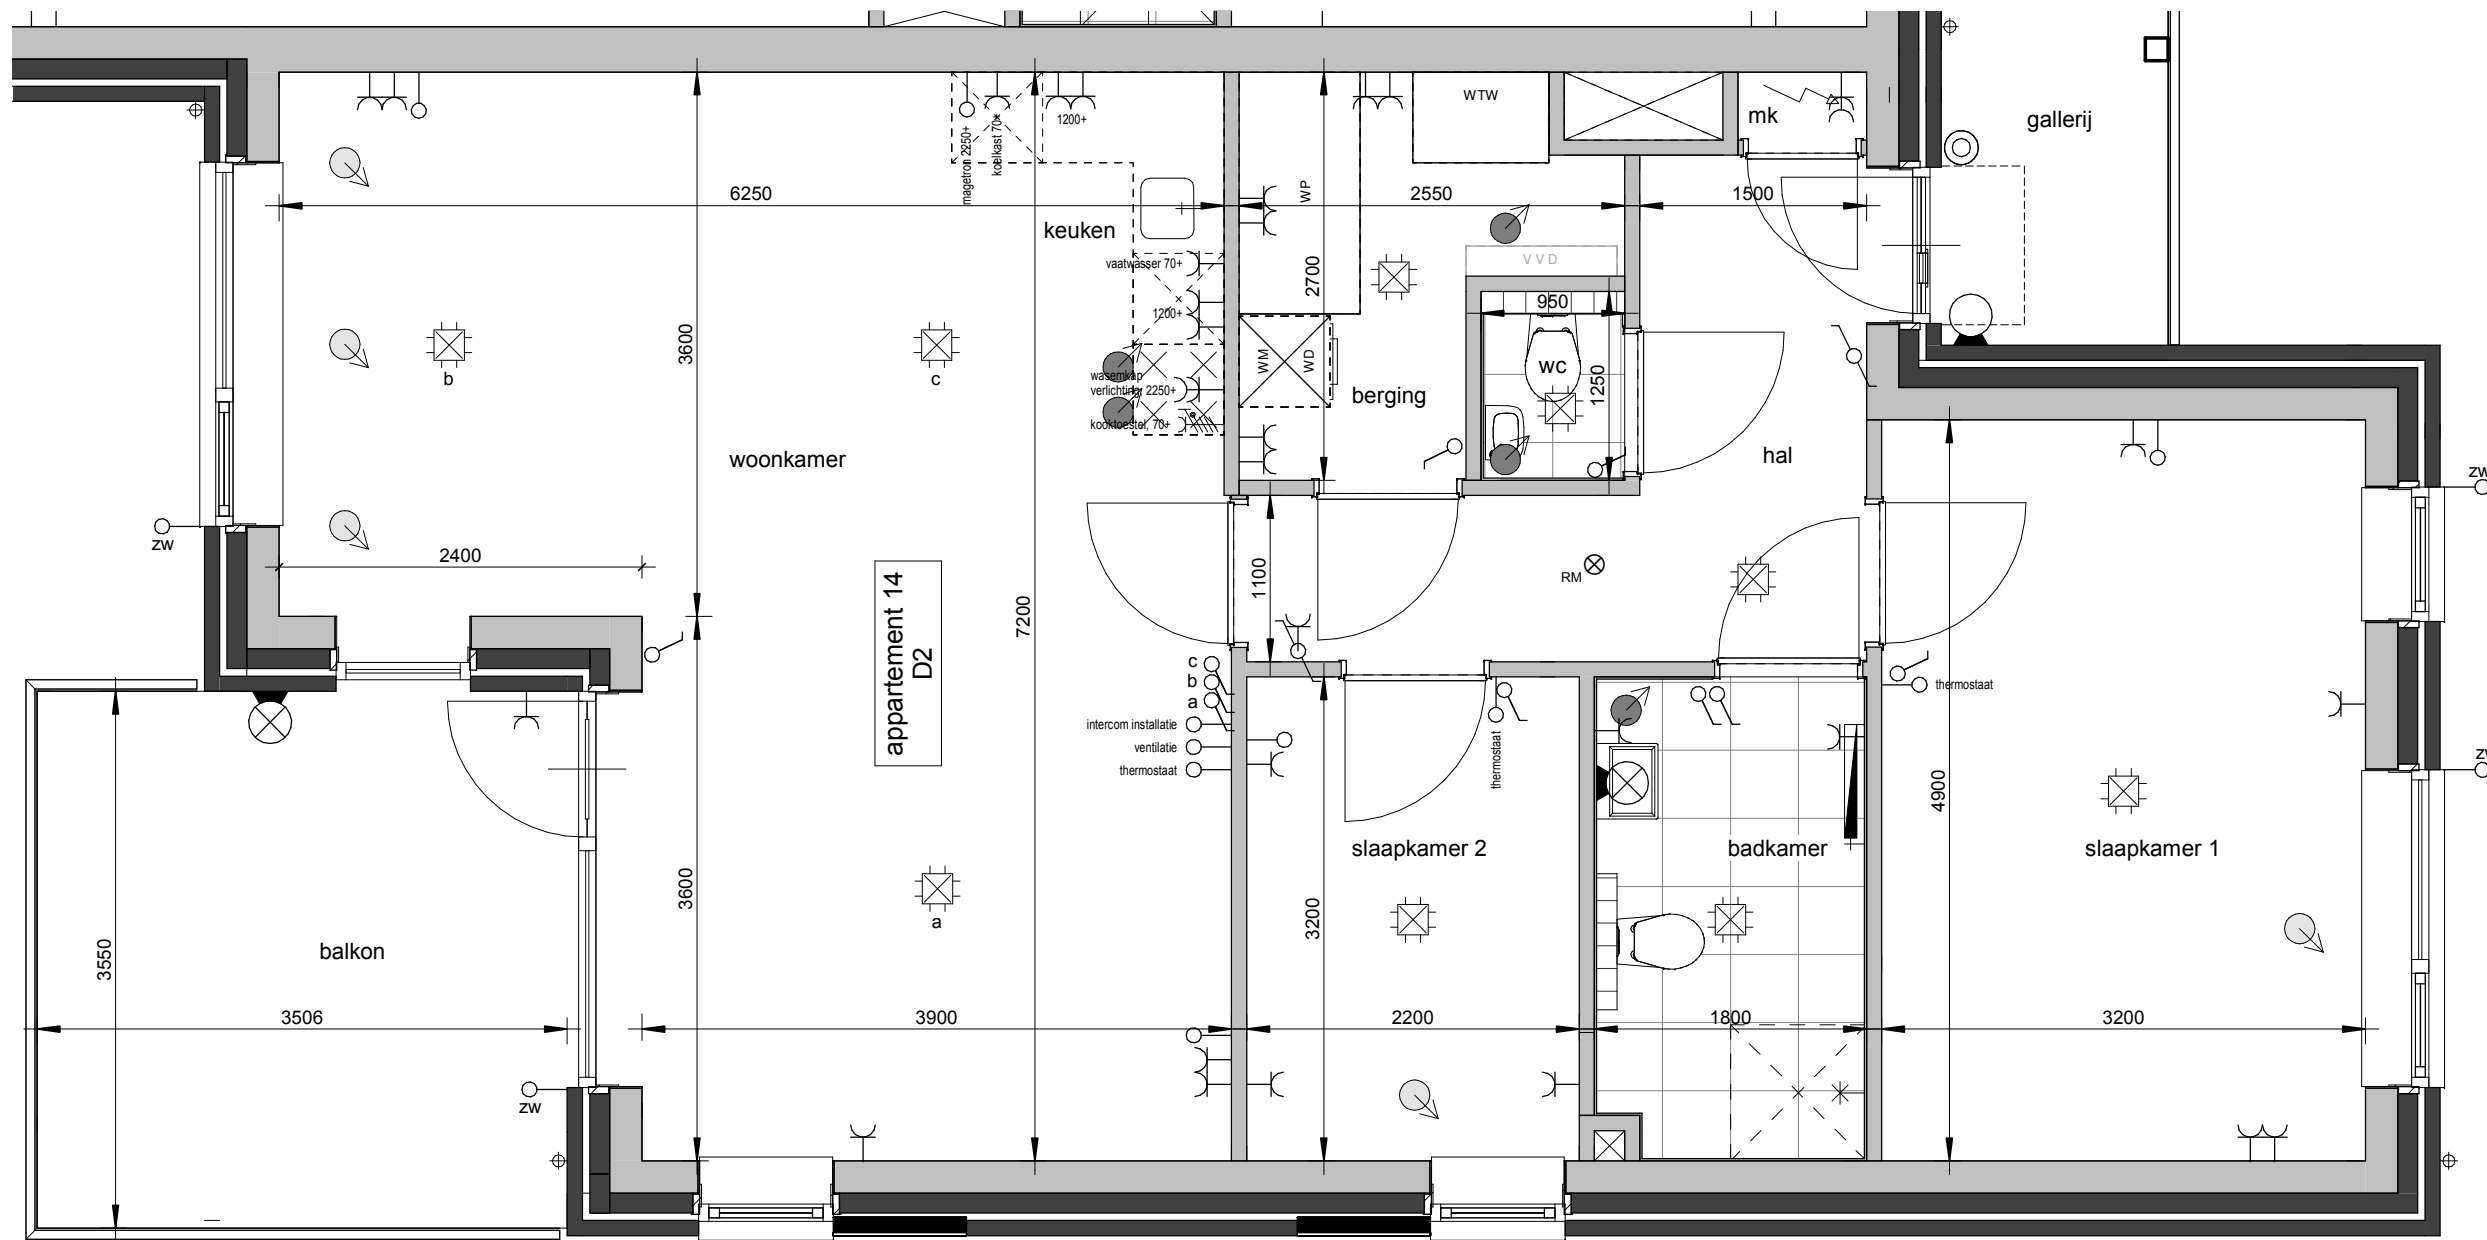 WTW
mk
gallerij
magetron 2250+
koelkast 70+
1200+
6250
WP
2550
1500
keuken
vaatwasser 70+
VVD
2700
950
1200+
3600
b
c
wasemkap
verlichting, 2250+
WM
WD
wc
1250
berging
kooktoestel, 70+
woonkamer
hal
zw
zw
2400
1100
RM
appartement 14
D2
7200
c
b
a
thermostaat
intercom installatie
ventilatie
thermostaat
thermostaat
zw
4900
slaapkamer 2
badkamer
slaapkamer 1
3600
a
3200
balkon
3550
3506
3900
2200
1800
3200
zw